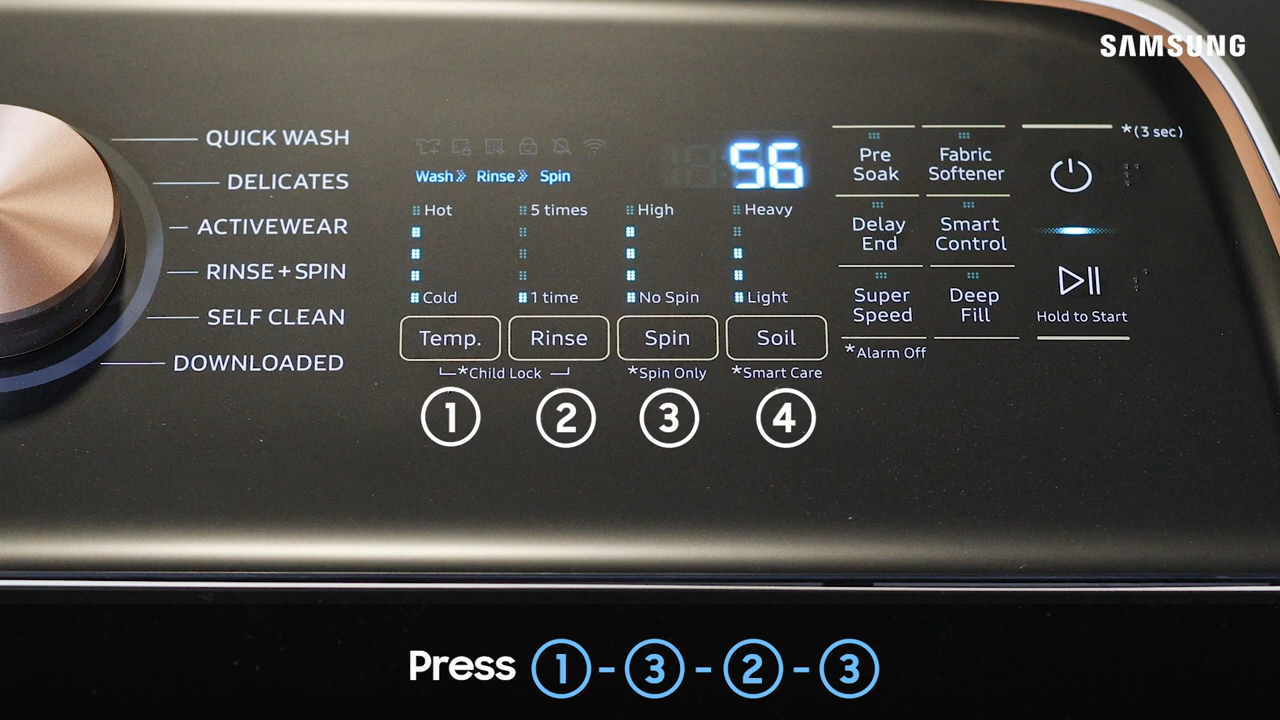 SAMSUNG
*(3 sec)
QUICK WASH
DELICATES
ACTIVEWEAR
RINSE+SPIN
SELF CLEAN
DOWNLOADED
Wash Rinse Spin
56
Hot
5 times
High
Heavy
Cold
1 time
No Spin
Light
Temp.
Rinse
Spin
Soil
*Child Lock
*Spin Only
*Smart Care
1
2
3
4
Pre
Soak
Fabric
Softener
Delay
End
Smart
Control
Super
Speed
Deep
Fill
*Alarm Off
Hold to Start
Press 1 - 3 - 2 - 3